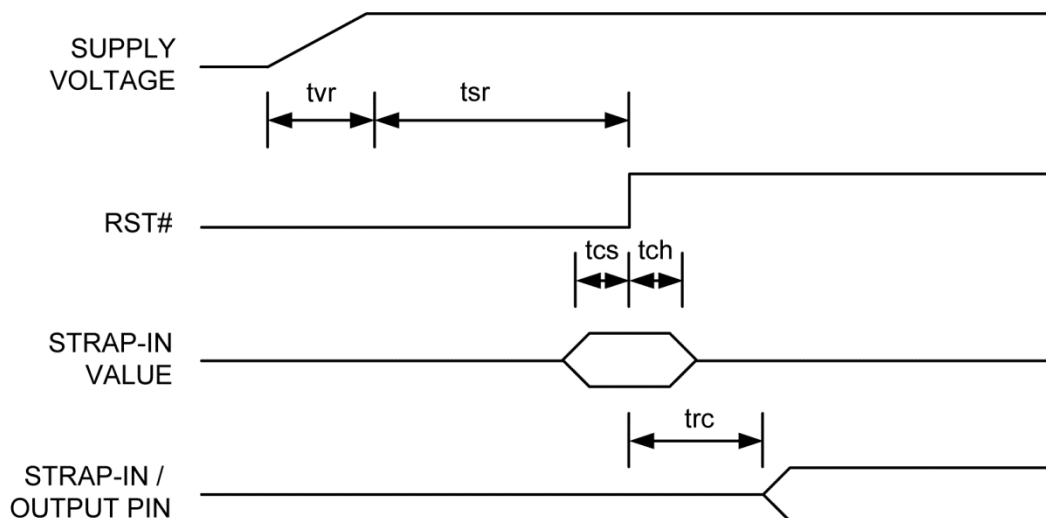 SUPPLY
VOLTAGE
tvr
tsr
RST#
tcs
tch
STRAP-IN
VALUE
trc
STRAP-IN /
OUTPUT PIN